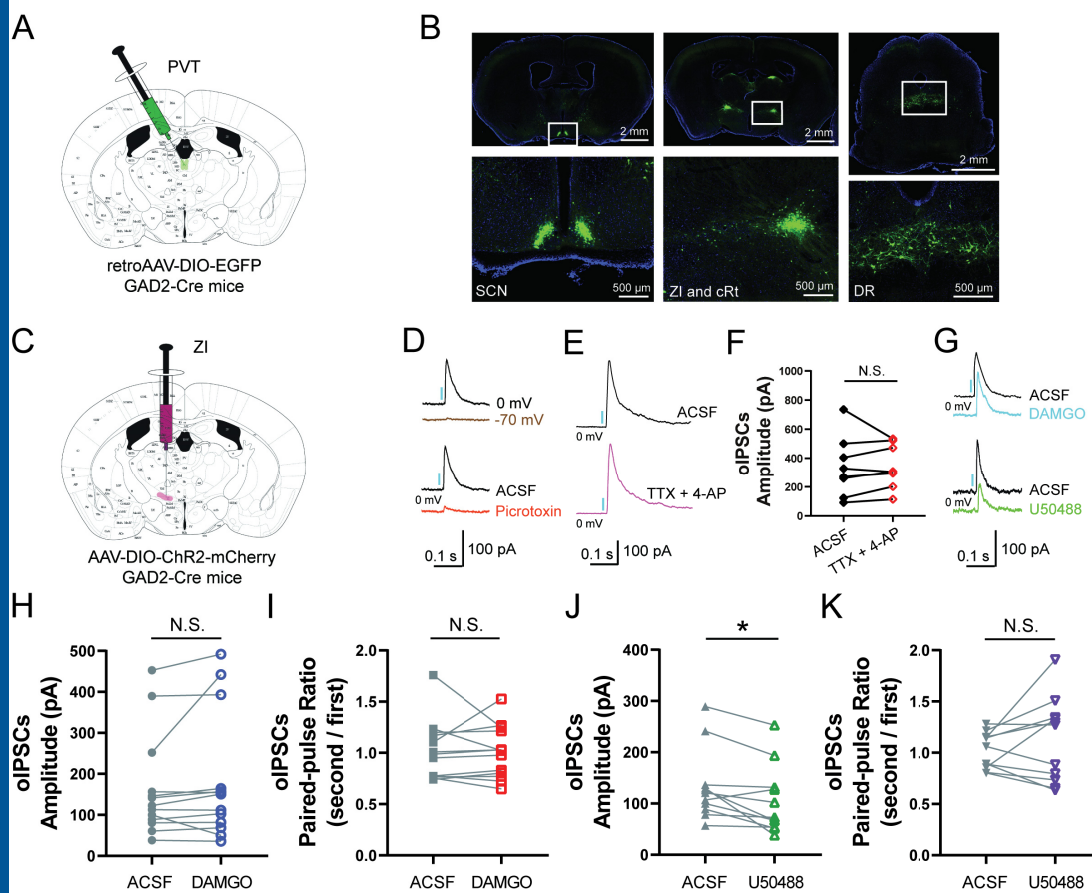 A
PVT
retroAAV-DIO-EGFP
GAD2-Cre mice
B
2 mm
2 mm
2 mm
SCN
500 µm
ZI and cRt
500 µm
DR
500 µm
C
ZI
AAV-DIO-ChR2-mCherry
GAD2-Cre mice
D
0 mV
-70 mV
0 mV
ACSF
Picrotoxin
0.1 s
100 pA
E
ACSF
0 mV
TTX + 4-AP
0 mV
0.1 s
100 pA
F
N.S.
oIPSCs
Amplitude (pA)
1000
800
600
400
200
0
ACSF
TTX + 4-AP
G
0 mV
ACSF
DAMGO
0 mV
ACSF
U50488
0.1 s
100 pA
H
N.S.
oIPSCs
Amplitude (pA)
500
400
300
200
100
0
ACSF
DAMGO
I
N.S.
oIPSCs
Paired-pulse Ratio
(second / first)
2.0
1.5
1.0
0.5
0.0
ACSF
DAMGO
J
*
oIPSCs
Amplitude (pA)
400
300
200
100
0
ACSF
U50488
K
N.S.
oIPSCs
Paired-pulse Ratio
(second / first)
2.0
1.5
1.0
0.5
0.0
ACSF
U50488